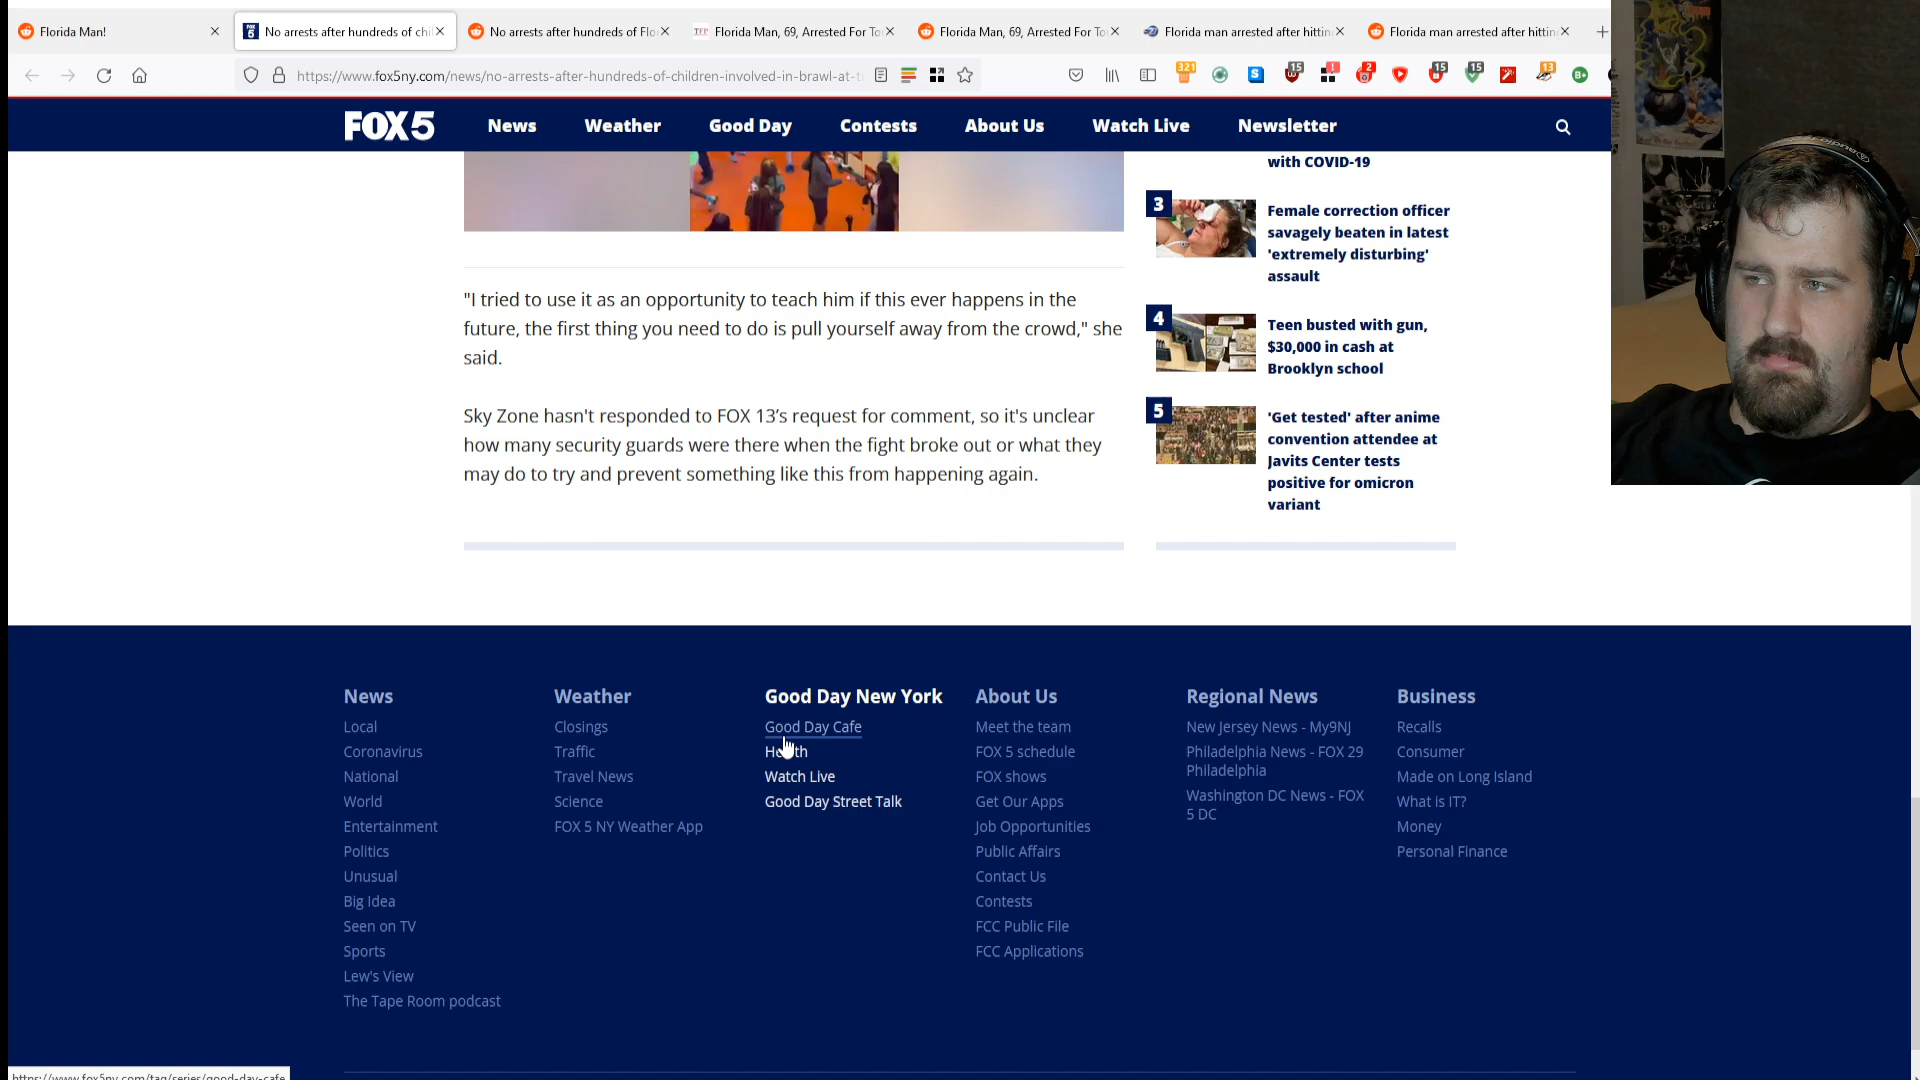 Florida Man!
No arrests after hundreds of chil
No arrests after hundreds of Flo
TFP
Florida Man, 69, Arrested For To
Florida Man, 69, Arrested For To
Florida man arrested after hittin
Florida man arrested after hittin
https://www.fox5ny.com/news/no-arrests-after-hundreds-of-children-involved-in-brawl-at-t
321
15
!
2
15
15
13
FOX 5
News
Weather
Good Day
Contests
About Us
Watch Live
Newsletter
with COVID-19
3
Female correction officer
savagely beaten in latest
'extremely disturbing'
assault
4
Teen busted with gun,
$30,000 in cash at
Brooklyn school
5
'Get tested' after anime
convention attendee at
Javits Center tests
positive for omicron
variant
"I tried to use it as an opportunity to teach him if this ever happens in the
future, the first thing you need to do is pull yourself away from the crowd," she
said.
Sky Zone hasn't responded to FOX 13’s request for comment, so it's unclear
how many security guards were there when the fight broke out or what they
may do to try and prevent something like this from happening again.
News
Local
Coronavirus
National
World
Entertainment
Politics
Unusual
Big Idea
Seen on TV
Sports
Lew's View
The Tape Room podcast
Weather
Closings
Traffic
Travel News
Science
FOX 5 NY Weather App
Good Day New York
Good Day Cafe
Health
Watch Live
Good Day Street Talk
About Us
Meet the team
FOX 5 schedule
FOX shows
Get Our Apps
Job Opportunities
Public Affairs
Contact Us
Contests
FCC Public File
FCC Applications
Regional News
New Jersey News - My9NJ
Philadelphia News - FOX 29
Philadelphia
Washington DC News - FOX
5 DC
Business
Recalls
Consumer
Made on Long Island
What is IT?
Money
Personal Finance
https://www.fox5ny.com/tag/series/good-day-cafe